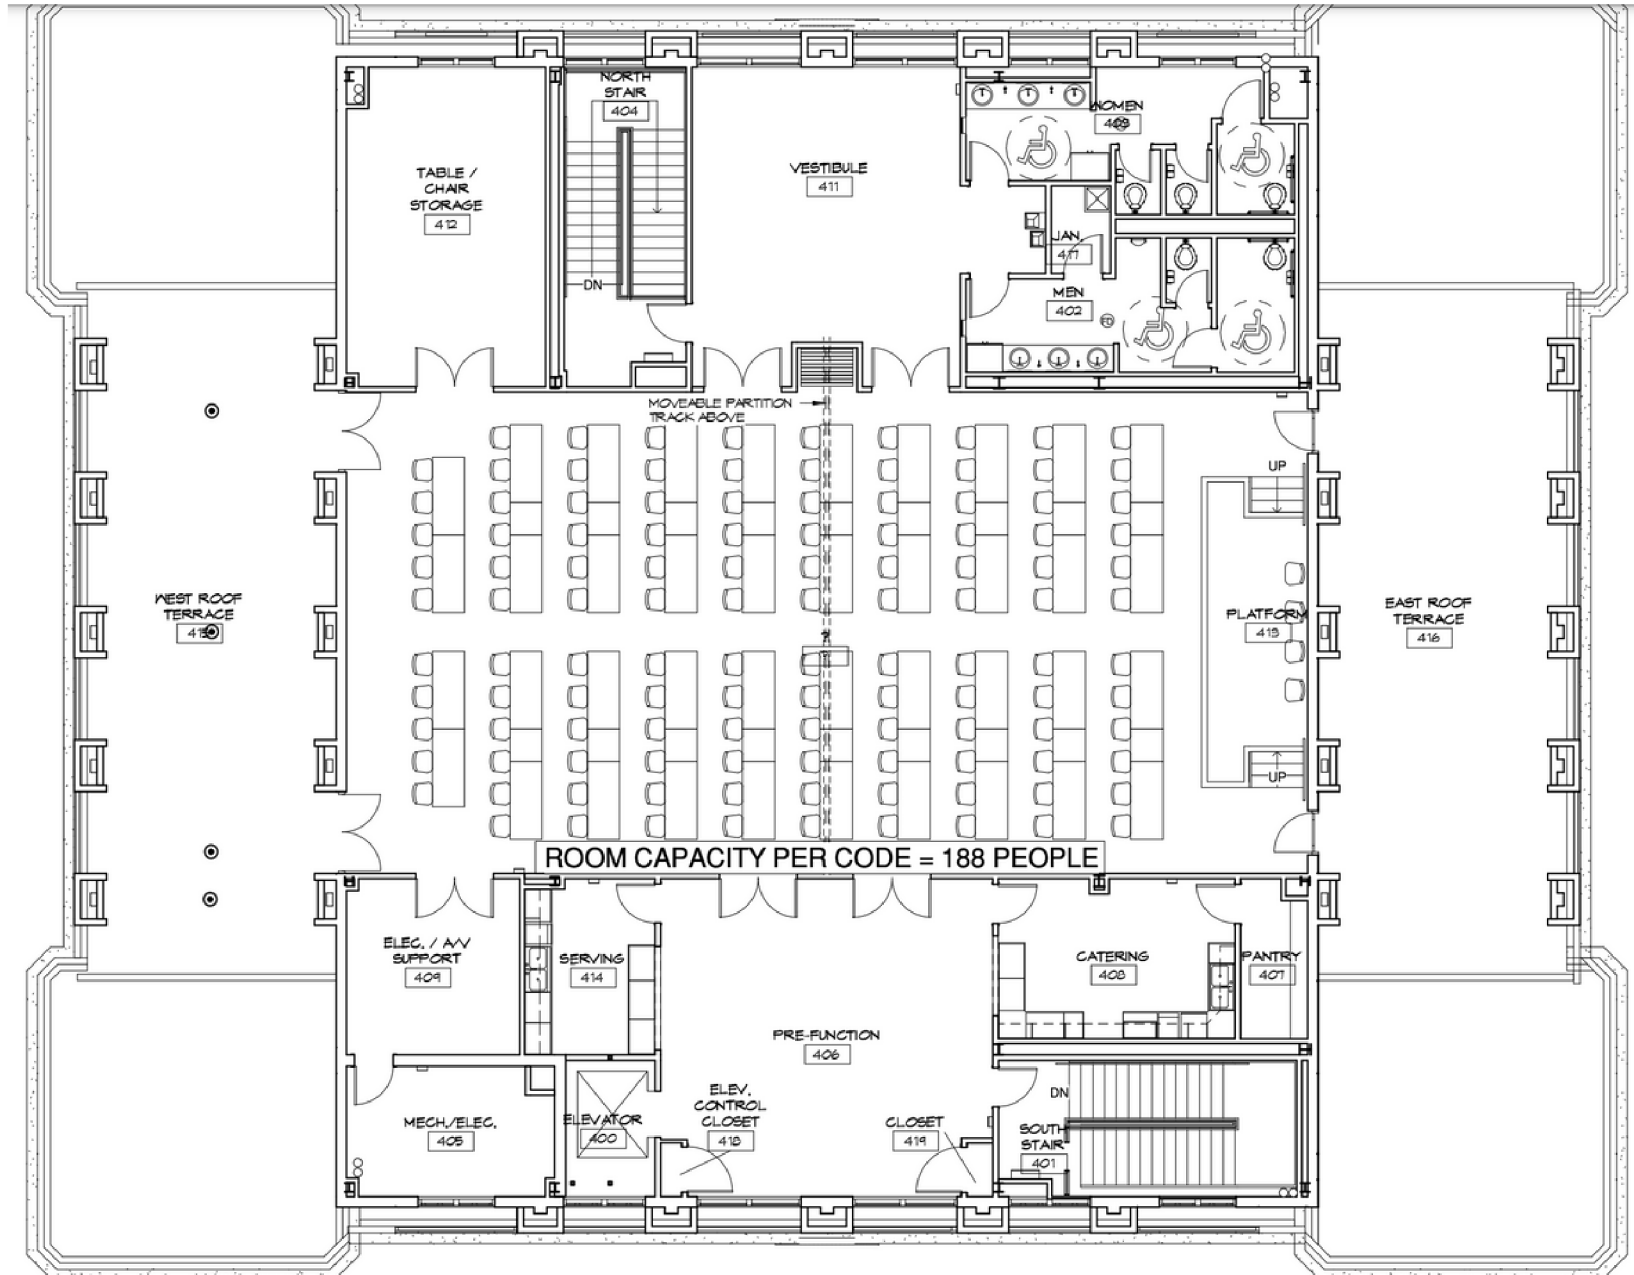 NORTH
STAIR
404
WOMEN
TABLE /
CHAIR
STORAGE
412
VESTIBULE
411
JAN.
417
DN
MEN
402
FD
MOVEABLE PARTITION
TRACK ABOVE
UP
WEST ROOF
TERRACE
PLATFORM
413
EAST ROOF
TERRACE
416
UP
ROOM CAPACITY PER CODE = 188 PEOPLE
ELEC. / A/V
SUPPORT
409
SERVING
414
CATERING
408
PANTRY
407
PRE-FUNCTION
406
MECH./ELEC.
405
ELEVATOR
400
ELEV.
CONTROL
CLOSET
418
CLOSET
419
DN
SOUTH
STAIR
401